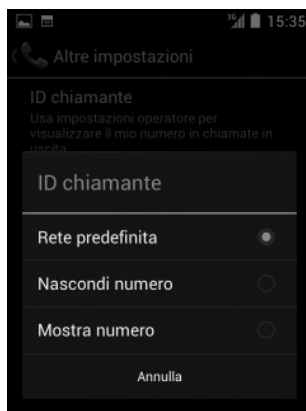 3G 15:35
Altre impostazioni
ID chiamante
Usa impostazioni operatore per
visualizzare il mio numero in chiamate in
uscita
ID chiamante
Rete predefinita
Nascondi numero
Mostra numero
Annulla